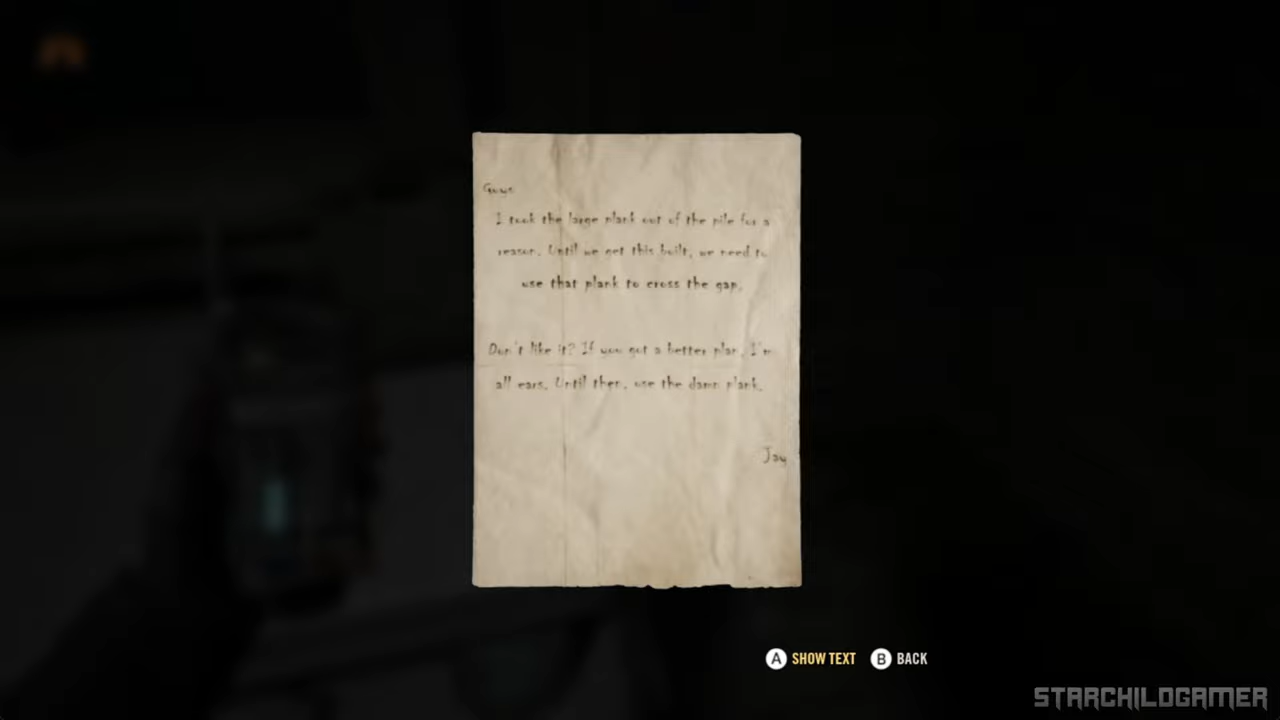 Guys
I took the large plank out of the pile for a
reason. Until we get this built, we need to
use that plank to cross the gap.
Don't like it? If you got a better plan, I'm
all ears. Until then, use the damn plank.
Jay
A SHOW TEXT B BACK
STARCHILDGAMER